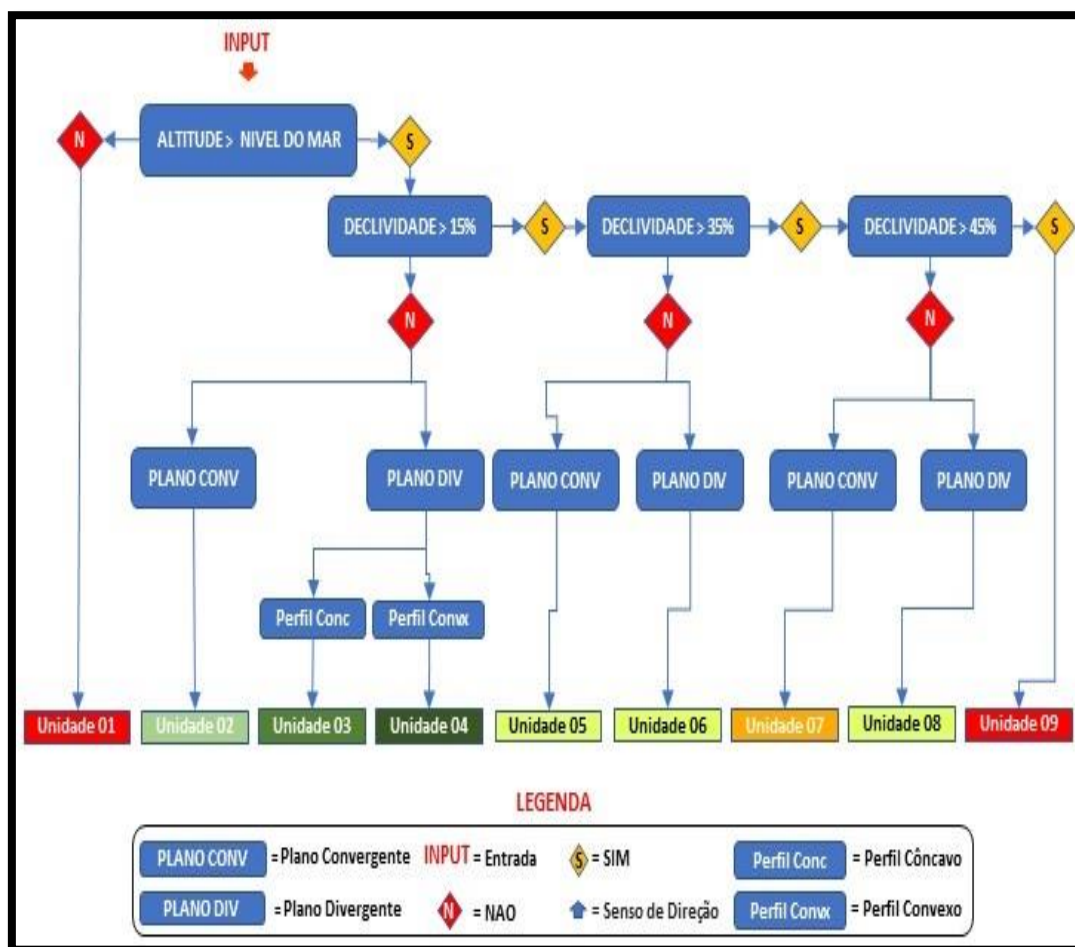 INPUT
N
ALTITUDE > NIVEL DO MAR
S
DECLIVIDADE > 15%
S
DECLIVIDADE > 35%
S
DECLIVIDADE > 45%
S
N
N
N
PLANO CONV
PLANO DIV
PLANO CONV
PLANO DIV
PLANO CONV
PLANO DIV
Perfil Conc
Perfil Convx
Unidade 01
Unidade 02
Unidade 03
Unidade 04
Unidade 05
Unidade 06
Unidade 07
Unidade 08
Unidade 09
LEGENDA
PLANO CONV = Plano Convergente
INPUT = Entrada
S = SIM
Perfil Conc = Perfil Côncavo
PLANO DIV = Plano Divergente
N = NAO
= Senso de Direção
Perfil Convx = Perfil Convexo